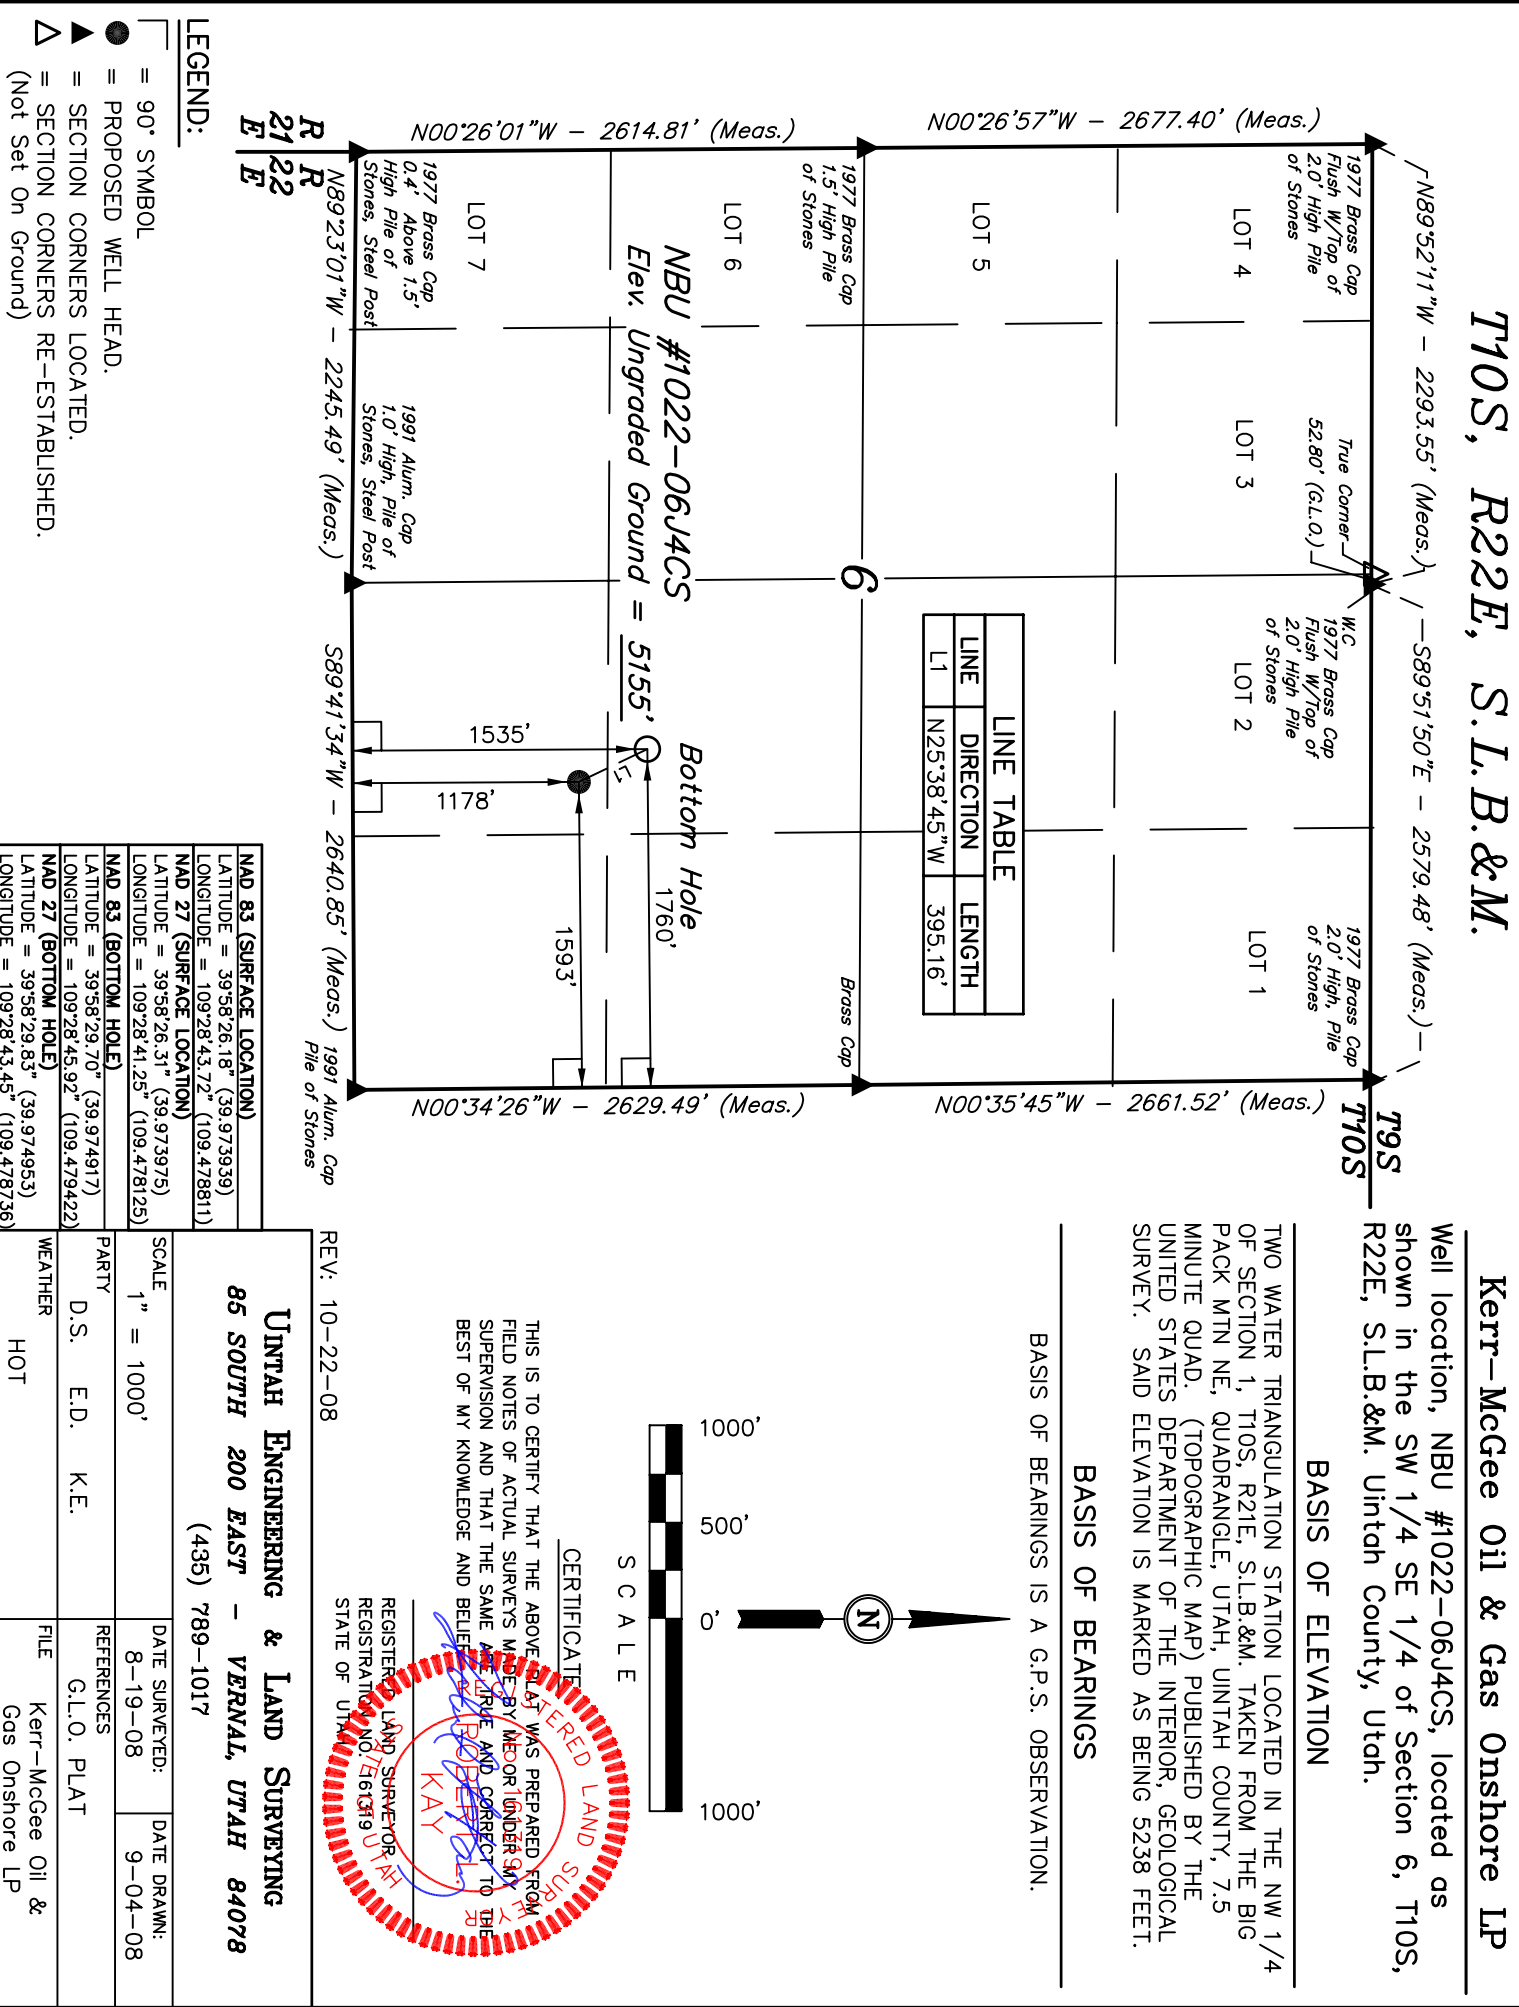 T10S, R22E, S.L.B.&M.
N89°52'11"W - 2293.55' (Meas.)
S89°51'50"E - 2579.48' (Meas.)
1977 Brass Cap
Flush W/Top of
2.0' High Pile
of Stones
True Corner
52.80' (G.L.O.)
W.C
1977 Brass Cap
Flush W/Top of
2.0' High Pile
of Stones
1977 Brass Cap
2.0' High, Pile
of Stones
T9S
T10S
LOT 4
LOT 3
LOT 2
LOT 1
N00°26'57"W - 2677.40' (Meas.)
N00°35'45"W - 2661.52' (Meas.)
LOT 5
LINE TABLE
LINE DIRECTION LENGTH
L1 N25°38'45"W 395.16'
1977 Brass Cap
1.5' High Pile
of Stones
6
Brass Cap
LOT 6
NBU #1022-06J4CS
Elev. Ungraded Ground = 5155'
Bottom Hole
1760'
L1
1535'
1178'
1593'
N00°26'01"W - 2614.81' (Meas.)
N00°34'26"W - 2629.49' (Meas.)
LOT 7
1977 Brass Cap
0.4' Above 1.5'
High Pile of
Stones, Steel Post
1991 Alum. Cap
1.0' High, Pile of
Stones, Steel Post
1991 Alum. Cap
Pile of Stones
R R
21 22
E E
N89°23'01"W - 2245.49' (Meas.)
S89°41'34"W - 2640.85' (Meas.)
LEGEND:
= 90° SYMBOL
= PROPOSED WELL HEAD.
= SECTION CORNERS LOCATED.
= SECTION CORNERS RE-ESTABLISHED.
(Not Set On Ground)
NAD 83 (SURFACE LOCATION)
LATITUDE = 39°58'26.18" (39.973939)
LONGITUDE = 109°28'43.72" (109.478811)
NAD 27 (SURFACE LOCATION)
LATITUDE = 39°58'26.31" (39.973975)
LONGITUDE = 109°28'41.25" (109.478125)
NAD 83 (BOTTOM HOLE)
LATITUDE = 39°58'29.70" (39.974917)
LONGITUDE = 109°28'45.92" (109.479422)
NAD 27 (BOTTOM HOLE)
LATITUDE = 39°58'29.83" (39.974953)
LONGITUDE = 109°28'43.45" (109.478736)
Kerr-McGee Oil & Gas Onshore LP
Well location, NBU #1022-06J4CS, located as
shown in the SW 1/4 SE 1/4 of Section 6, T10S,
R22E, S.L.B.&M. Uintah County, Utah.
BASIS OF ELEVATION
TWO WATER TRIANGULATION STATION LOCATED IN THE NW 1/4
OF SECTION 1, T10S, R21E, S.L.B.&M. TAKEN FROM THE BIG
PACK MTN NE, QUADRANGLE, UTAH, UINTAH COUNTY, 7.5
MINUTE QUAD. (TOPOGRAPHIC MAP) PUBLISHED BY THE
UNITED STATES DEPARTMENT OF THE INTERIOR, GEOLOGICAL
SURVEY. SAID ELEVATION IS MARKED AS BEING 5238 FEET.
BASIS OF BEARINGS
BASIS OF BEARINGS IS A G.P.S. OBSERVATION.
N
1000' 500' 0' 1000'
SCALE
CERTIFICATE
THIS IS TO CERTIFY THAT THE ABOVE PLAT WAS PREPARED FROM
FIELD NOTES OF ACTUAL SURVEYS MADE BY ME OR UNDER MY
SUPERVISION AND THAT THE SAME ARE TRUE AND CORRECT TO THE
BEST OF MY KNOWLEDGE AND BELIEF
REGISTERED LAND SURVEYOR
REGISTRATION NO. 161319
STATE OF UTAH
REGISTERED LAND SURVEYOR
No. 161319
ROBERT L.
KAY
STATE OF UTAH
REV: 10-22-08
UINTAH ENGINEERING & LAND SURVEYING
85 SOUTH 200 EAST - VERNAL, UTAH 84078
(435) 789-1017
SCALE
1" = 1000'
DATE SURVEYED:
8-19-08
DATE DRAWN:
9-04-08
PARTY
D.S. E.D. K.E.
REFERENCES
G.L.O. PLAT
WEATHER
HOT
FILE
Kerr-McGee Oil &
Gas Onshore LP